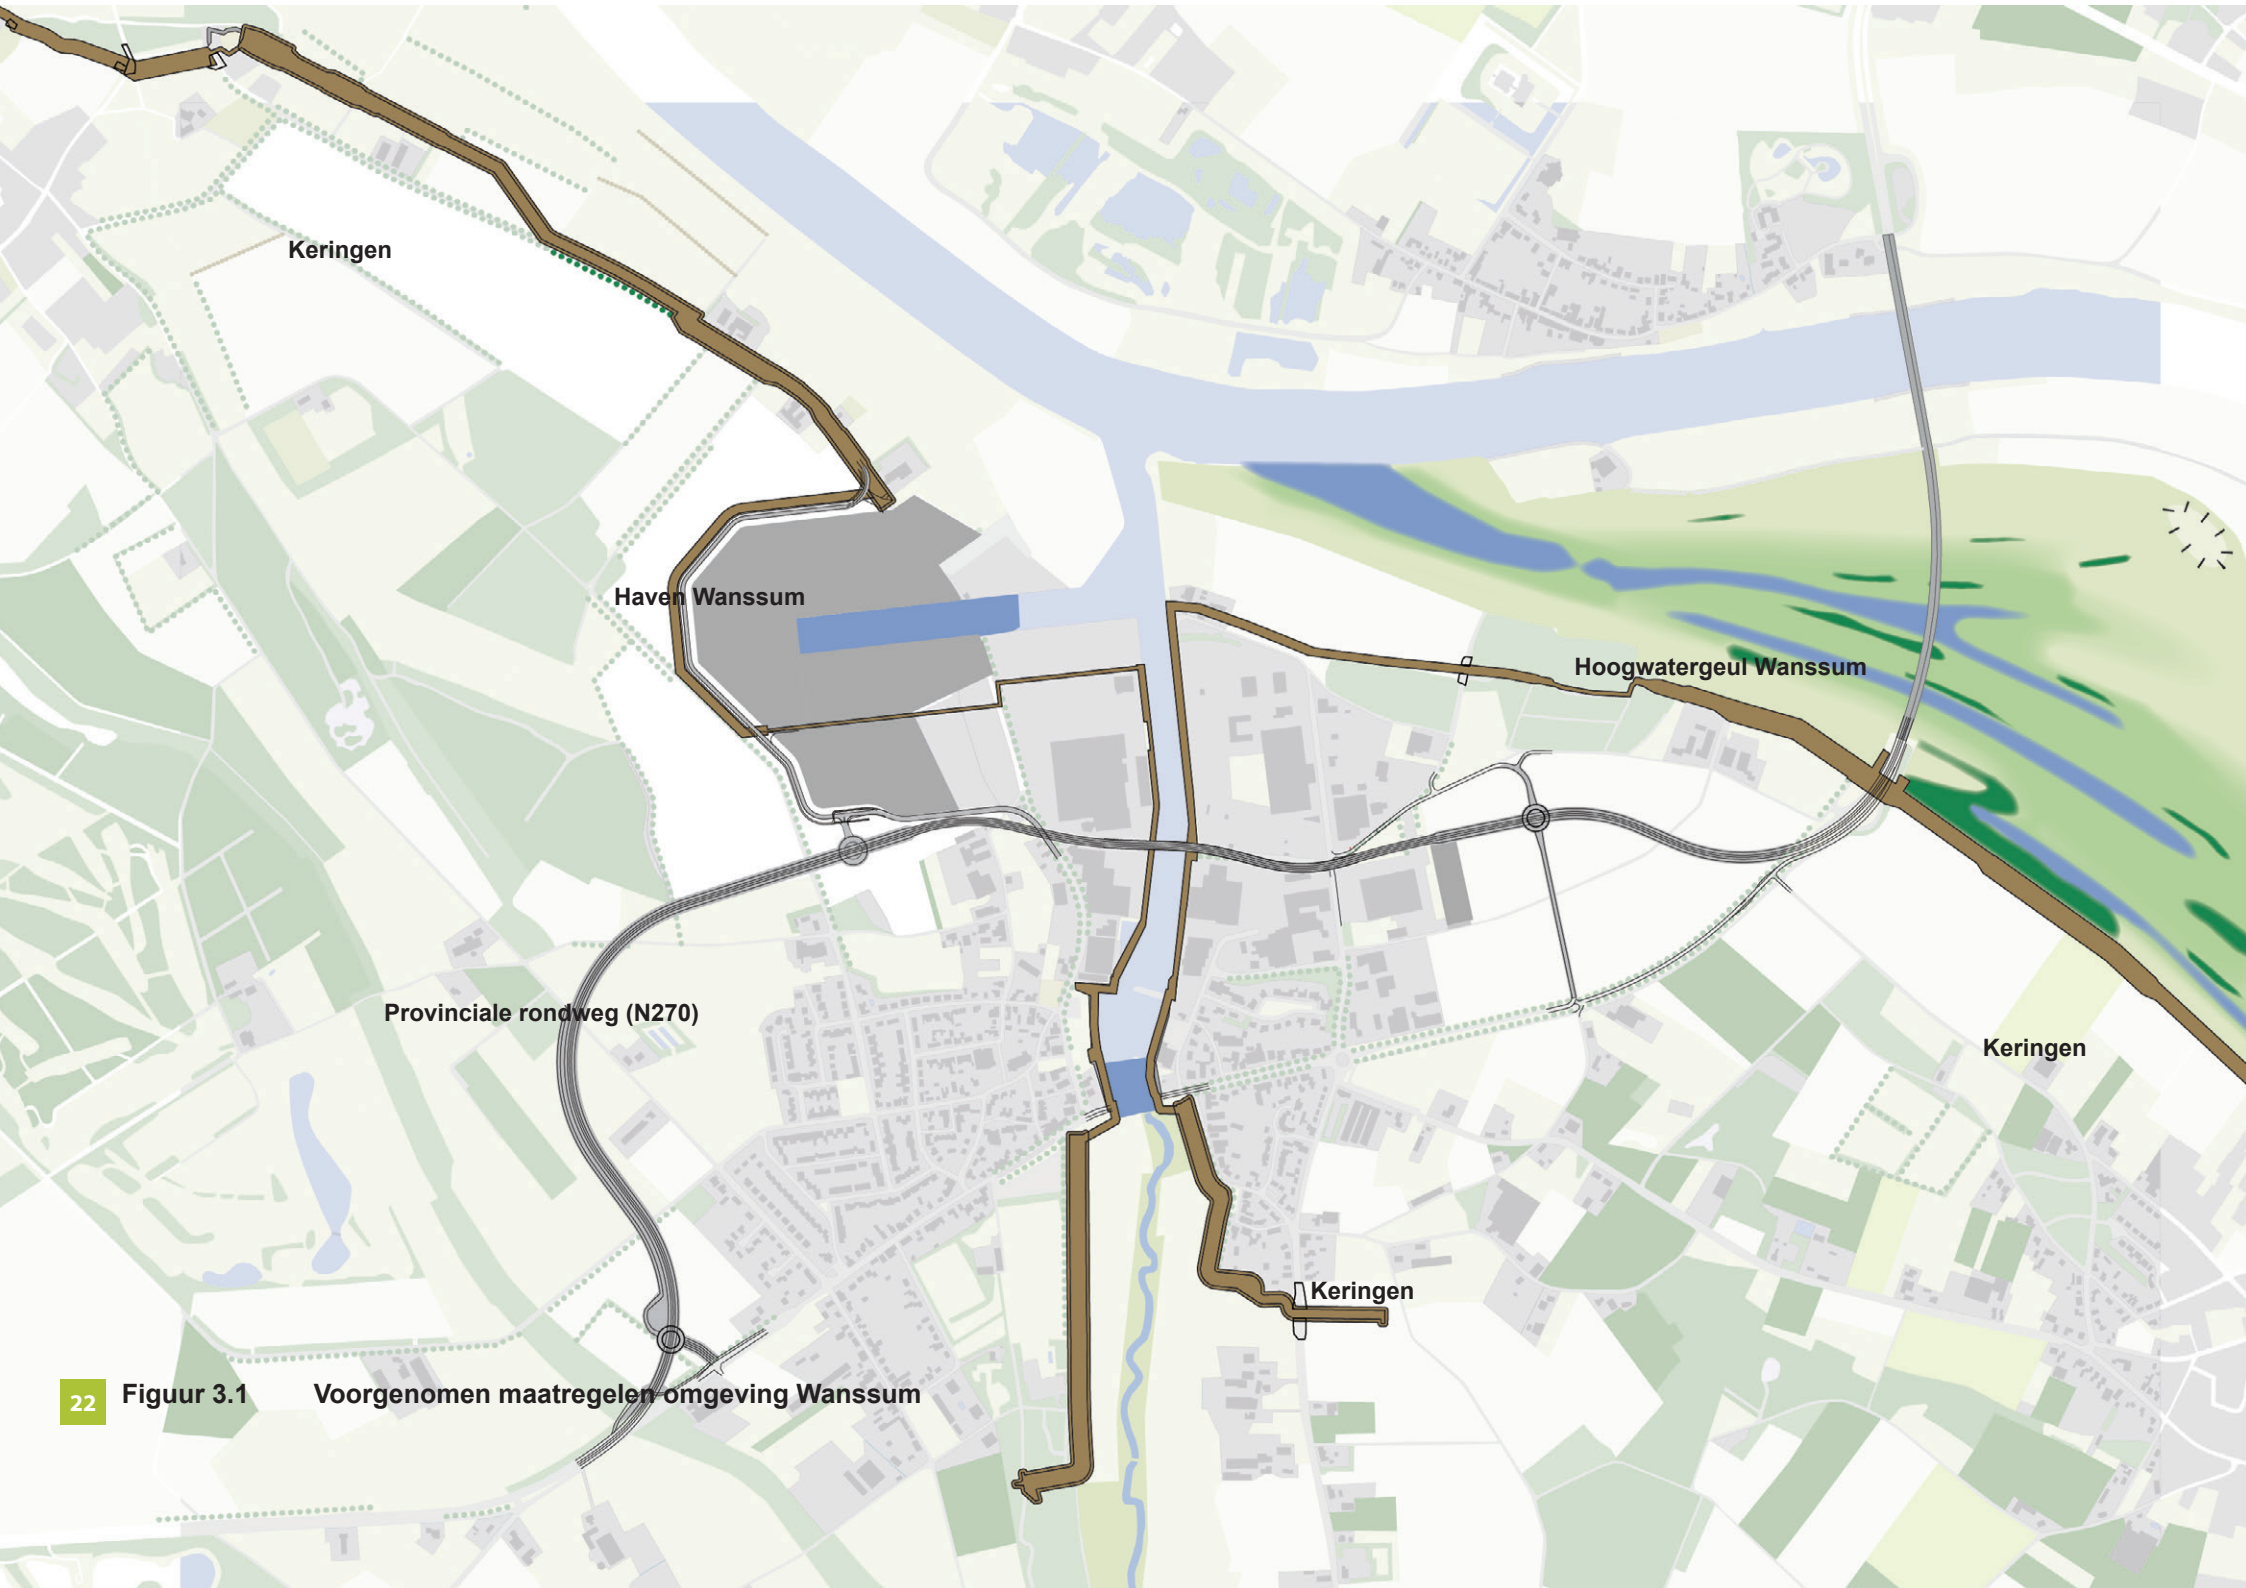 Keringen
Haven Wanssum
Hoogwatergeul Wanssum
Provinciale rondweg (N270)
Keringen
Keringen
22 Figuur 3.1 Voorgenomen maatregelen omgeving Wanssum